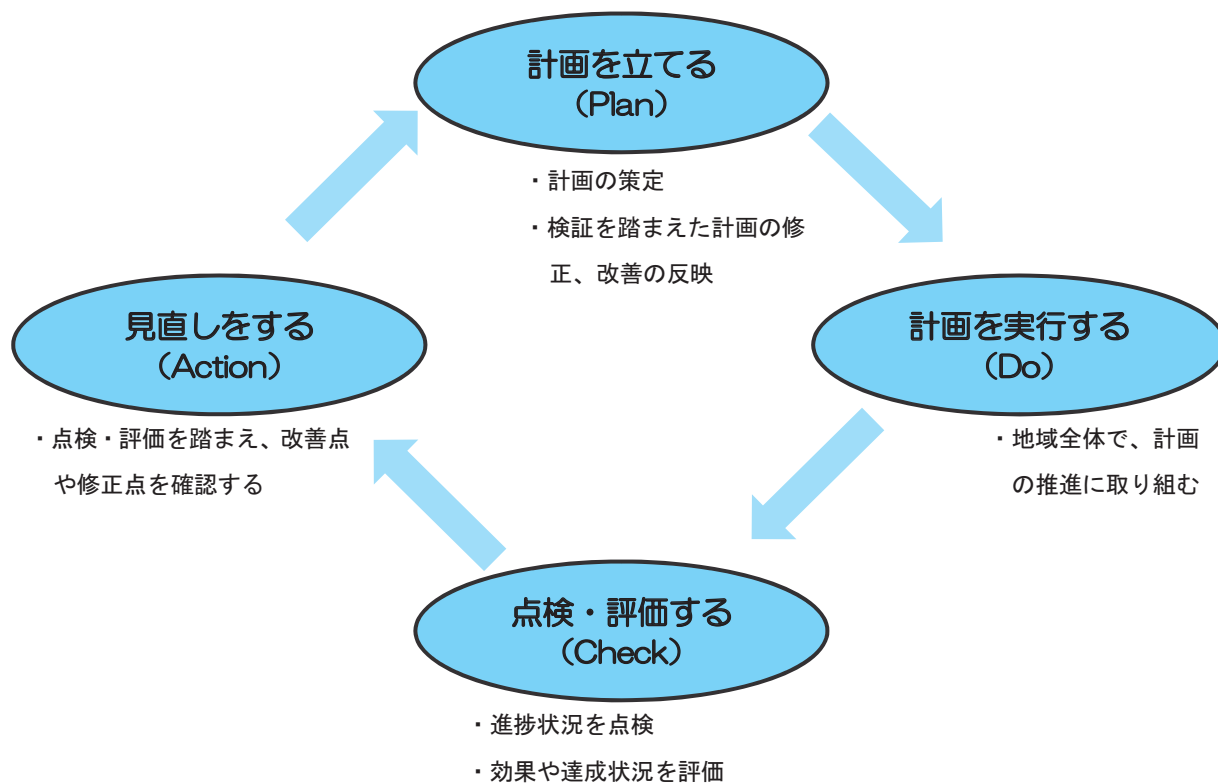 計画を立てる
（Plan）
・計画の策定
・検証を踏まえた計画の修
正、改善の反映
計画を実行する
（Do）
・地域全体で、計画
の推進に取り組む
点検・評価する
（Check）
・進捗状況を点検
・効果や達成状況を評価
見直しをする
（Action）
・点検・評価を踏まえ、改善点
や修正点を確認する